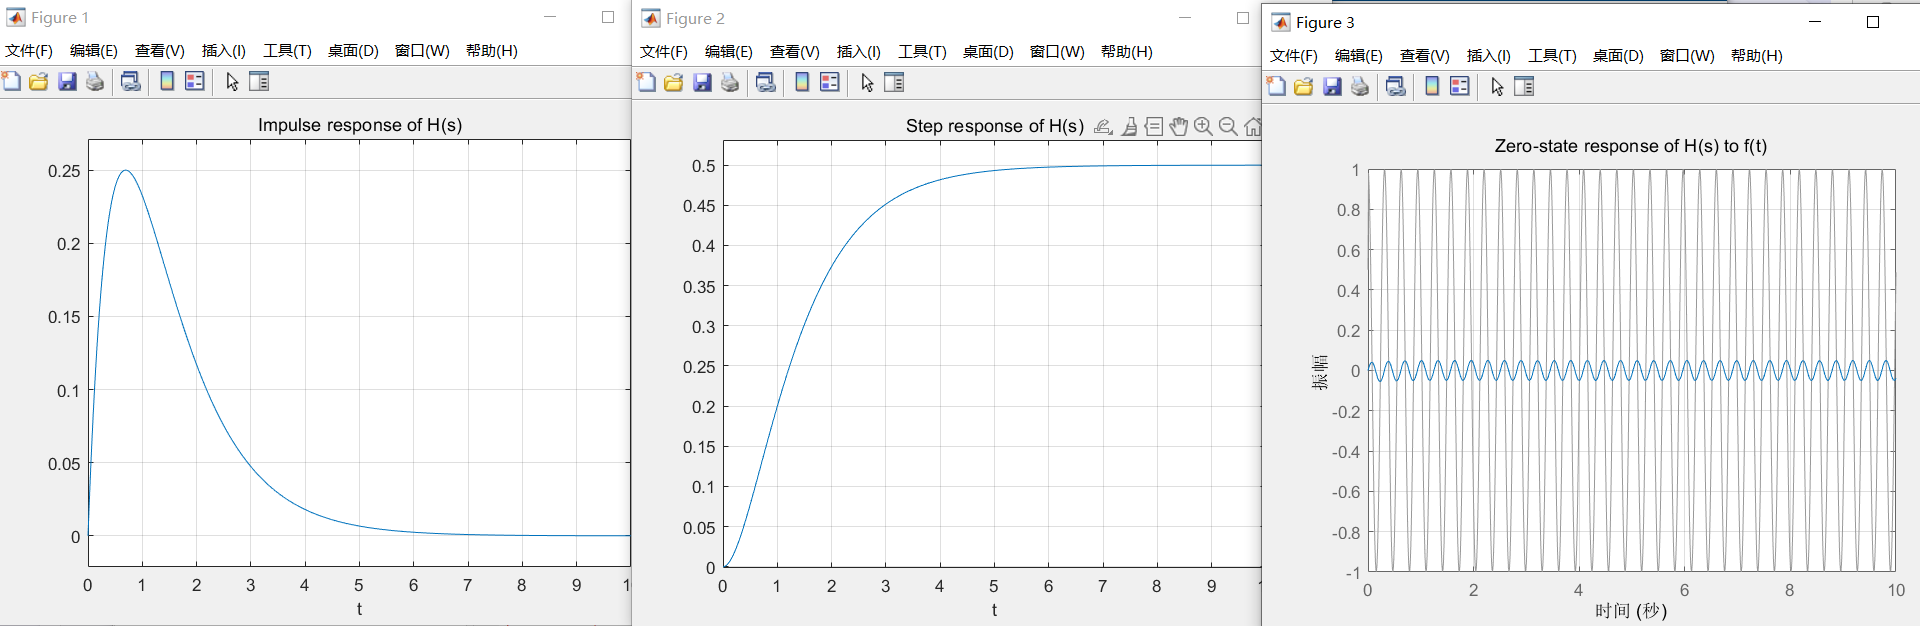 Figure 1
文件(F) 编辑(E) 查看(V) 插入(I) 工具(T) 桌面(D) 窗口(W) 帮助(H)
Impulse response of H(s)
0.25
0.2
0.15
0.1
0.05
0
0 1 2 3 4 5 6 7 8 9 1
t
Figure 2
文件(F) 编辑(E) 查看(V) 插入(I) 工具(T) 桌面(D) 窗口(W) 帮助(H)
Step response of H(s)
0.5
0.45
0.4
0.35
0.3
0.25
0.2
0.15
0.1
0.05
0
0 1 2 3 4 5 6 7 8 9
t
Figure 3
文件(F) 编辑(E) 查看(V) 插入(I) 工具(T) 桌面(D) 窗口(W) 帮助(H)
Zero-state response of H(s) to f(t)
振幅
1
0.8
0.6
0.4
0.2
0
-0.2
-0.4
-0.6
-0.8
-1
0 2 4 6 8 10
时间 (秒)